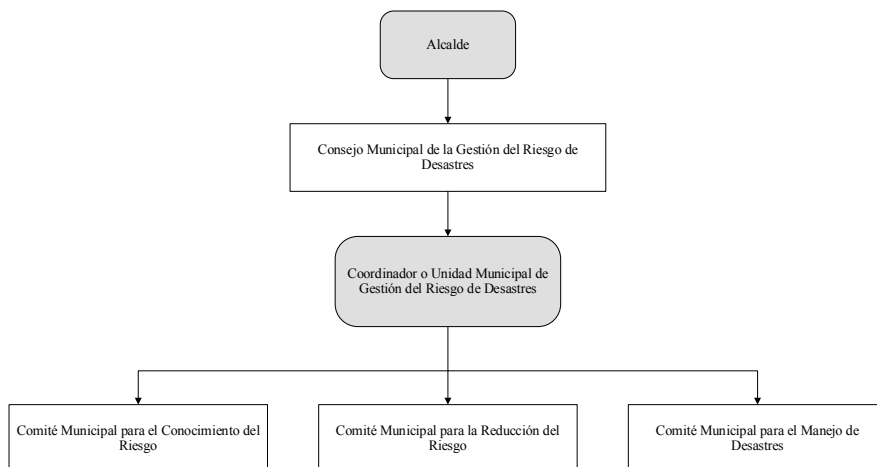 Alcalde
Consejo Municipal de la Gestión del Riesgo de
Desastres
Coordinador o Unidad Municipal de
Gestión del Riesgo de Desastres
Comité Municipal para el Conocimiento del
Riesgo
Comité Municipal para la Reducción del
Riesgo
Comité Municipal para el Manejo de
Desastres